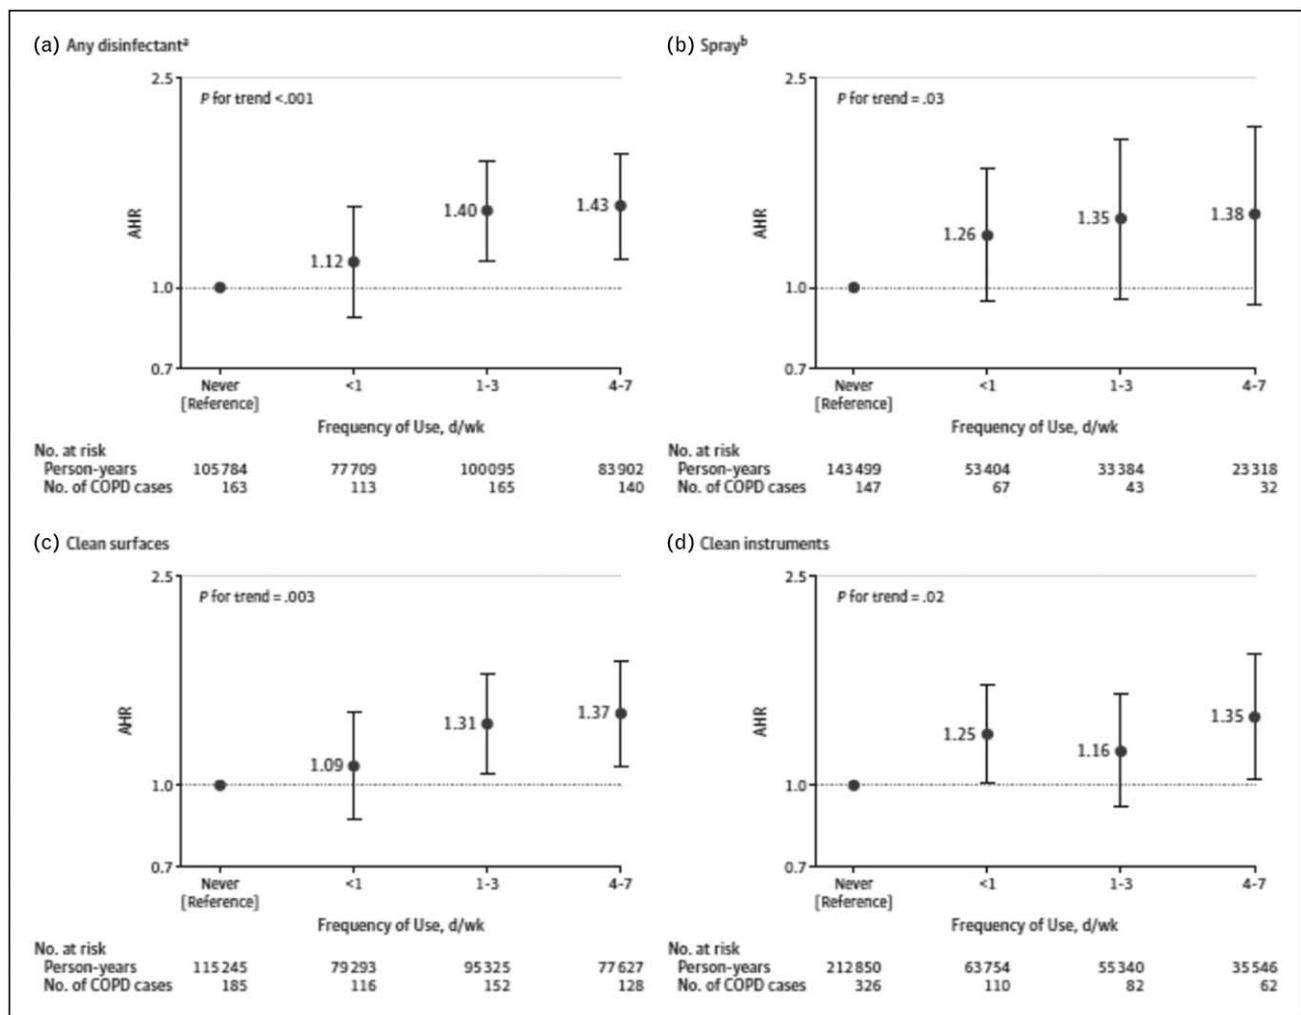 (a) Any disinfectantᵃ
2.5
P for trend <.001
AHR
1.12
1.40
1.43
1.0
0.7
Never
[Reference]
<1
1-3
4-7
Frequency of Use, d/wk
No. at risk
Person-years 105784 77709 100095 83902
No. of COPD cases 163 113 165 140
(b) Sprayᵇ
2.5
P for trend = .03
AHR
1.26
1.35
1.38
1.0
0.7
Never
[Reference]
<1
1-3
4-7
Frequency of Use, d/wk
No. at risk
Person-years 143499 53404 33384 23318
No. of COPD cases 147 67 43 32
(c) Clean surfaces
2.5
P for trend = .003
AHR
1.09
1.31
1.37
1.0
0.7
Never
[Reference]
<1
1-3
4-7
Frequency of Use, d/wk
No. at risk
Person-years 115245 79293 95325 77627
No. of COPD cases 185 116 152 128
(d) Clean instruments
2.5
P for trend = .02
AHR
1.25
1.16
1.35
1.0
0.7
Never
[Reference]
<1
1-3
4-7
Frequency of Use, d/wk
No. at risk
Person-years 212850 63754 55340 35546
No. of COPD cases 326 110 82 62